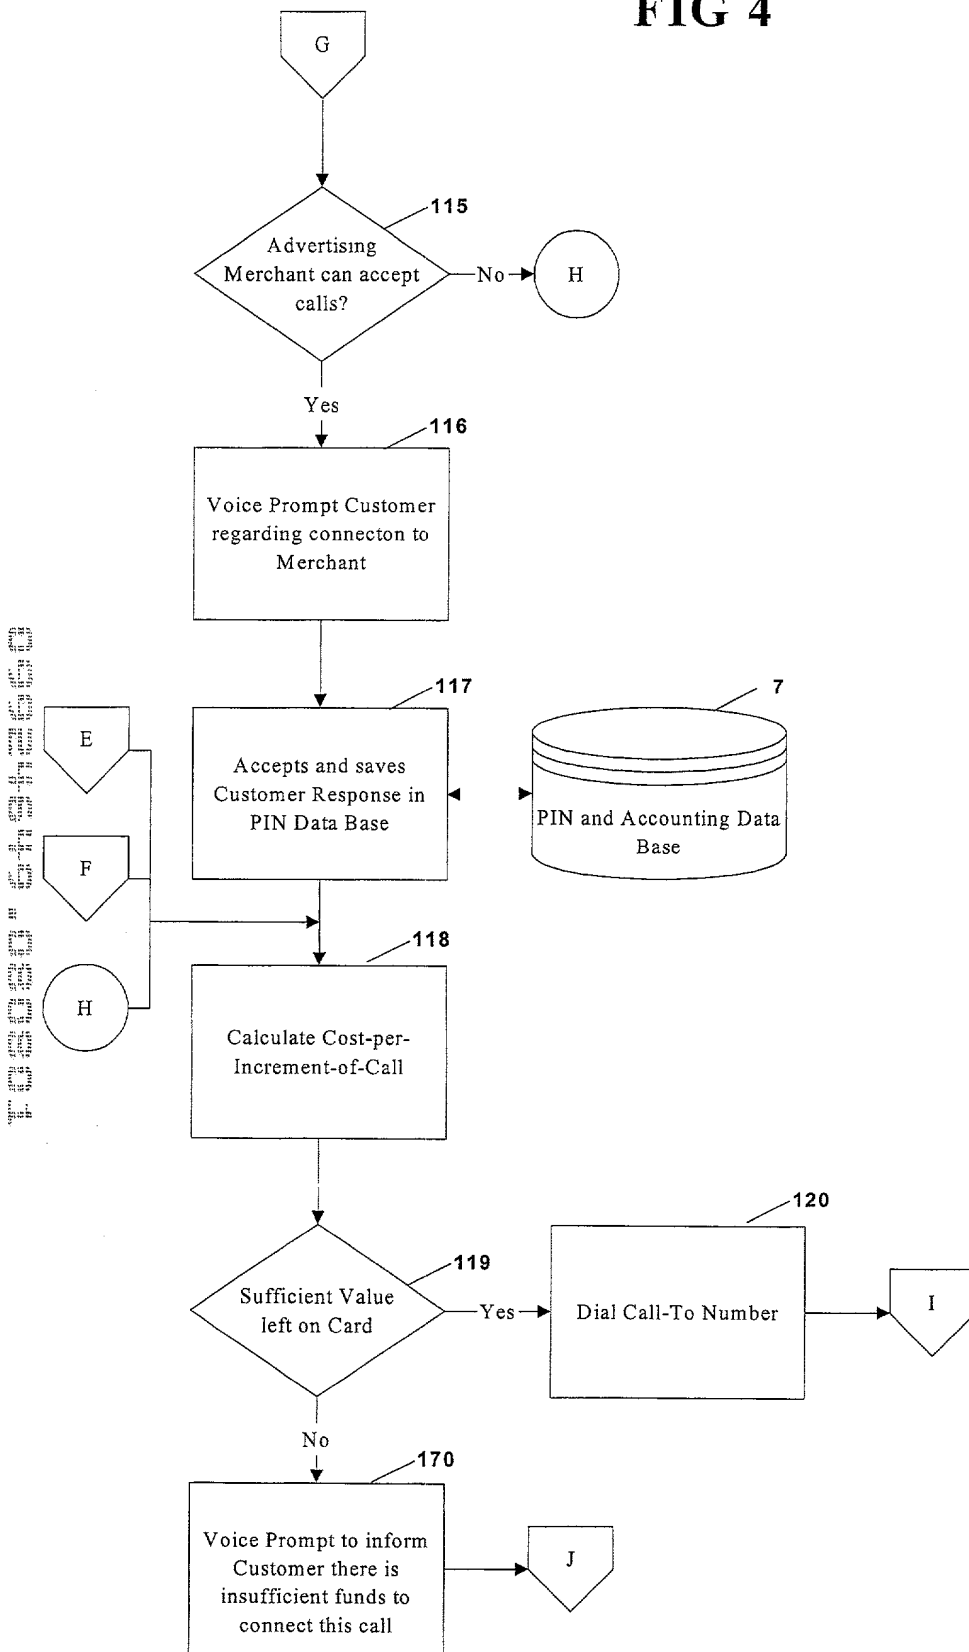 FIG 4
G
115
Advertising
Merchant can accept
calls?
No
H
Yes
116
Voice Prompt Customer
regarding connecton to
Merchant
117
7
E
Accepts and saves
Customer Response in
PIN Data Base
PIN and Accounting Data
Base
F
118
H
Calculate Cost-per-
Increment-of-Call
120
119
Sufficient Value
left on Card
Yes
Dial Call-To Number
I
No
170
Voice Prompt to inform
Customer there is
insufficient funds to
connect this call
J